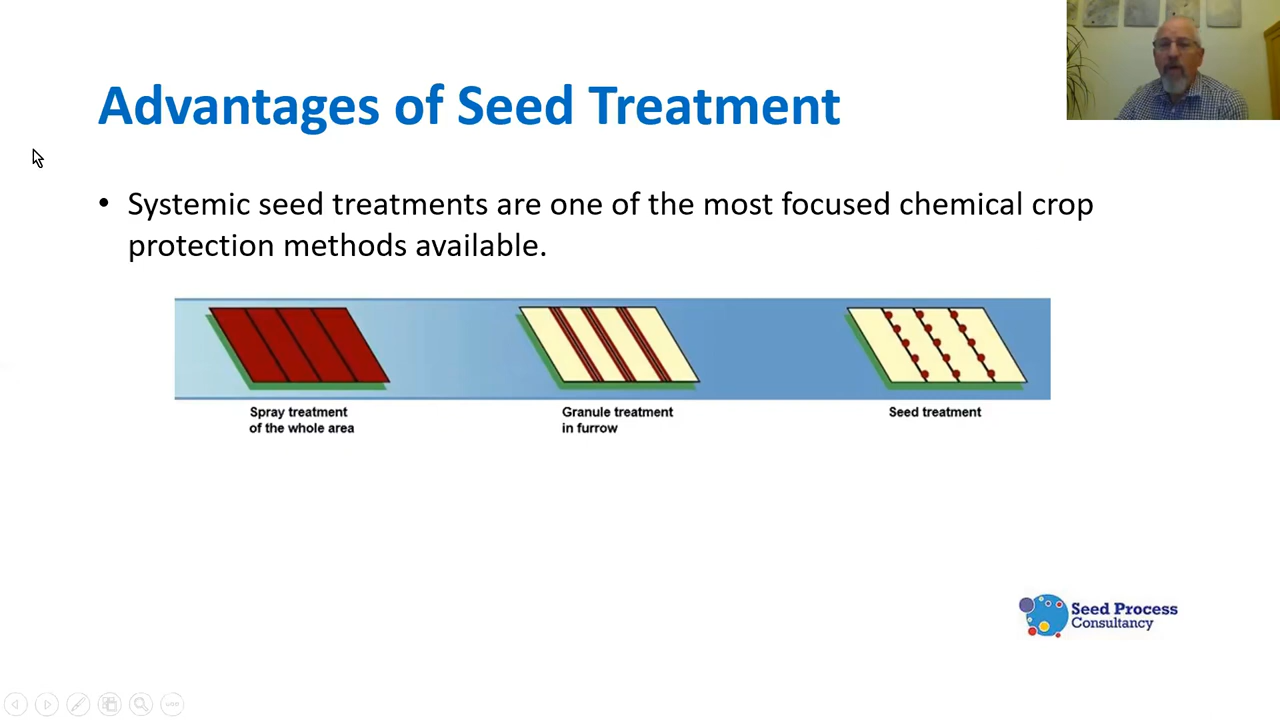 Advantages of Seed Treatment
• Systemic seed treatments are one of the most focused chemical crop
protection methods available.
Spray treatment
of the whole area
Granule treatment
in furrow
Seed treatment
Seed Process
Consultancy